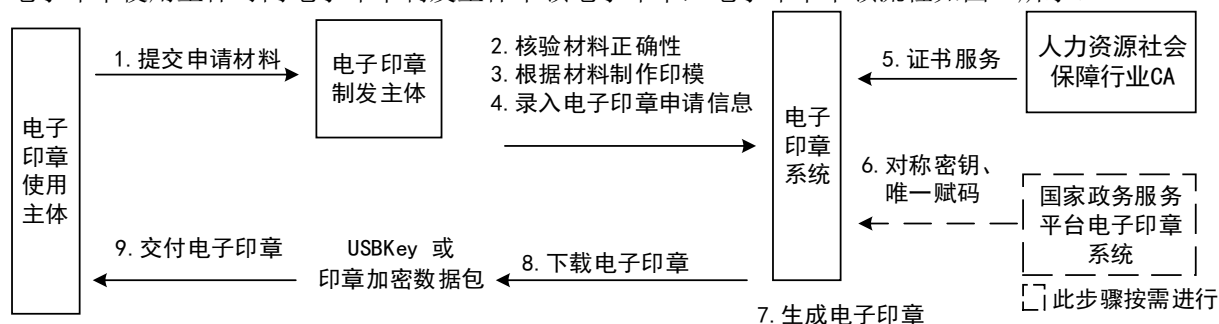 1.提交申请材料
电子印章
制发主体
2.核验材料正确性
3.根据材料制作印模
4.录入电子印章申请信息
电子
印章
使用
主体
电子
印章
系统
5.证书服务
人力资源社会
保障行业CA
6.对称密钥、
唯一赋码
国家政务服务
平台电子印章
系统
此步骤按需进行
7.生成电子印章
8.下载电子印章
USBKey 或
印章加密数据包
9.交付电子印章